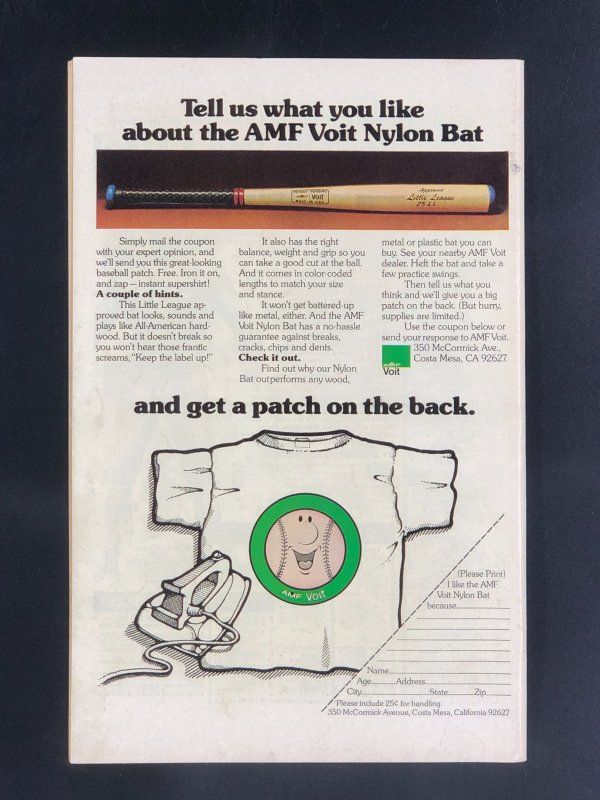 Tell us what you like
about the AMF Voit Nylon Bat
Voit
MADE IN U.S.A.
Approved
Little League
Simply mail the coupon
with your expert opinion, and
we'll send you this great-looking
baseball patch. Free. Iron it on,
and zap — instant supershirt!
A couple of hints.
This Little League ap-
proved bat looks, sounds and
plays like All-American hard-
wood. But it doesn't break so
you won't hear those frantic
screams, "Keep the label up!"
It also has the right
balance, weight and grip so you
can take a good cut at the ball.
And it comes in color-coded
lengths to match your size
and stance.
It won't get battered-up
like metal, either. And the AMF
Voit Nylon Bat has a no-hassle
guarantee against breaks,
cracks, chips and dents.
Check it out.
Find out why our Nylon
Bat outperforms any wood,
metal or plastic bat you can
buy. See your nearby AMF Voit
dealer. Heft the bat and take a
few practice swings.
Then tell us what you
think and we'll give you a big
patch on the back. (But hurry,
supplies are limited.)
Use the coupon below or
send your response to AMF Voit.
350 McCormick Ave.,
Costa Mesa, CA 92627.
AMF
Voit
and get a patch on the back.
AMF Voit
(Please Print)
I like the AMF
Voit Nylon Bat
because
Name
Age Address
City State Zip
Please include 25¢ for handling.
350 McCormick Avenue, Costa Mesa, California 92627